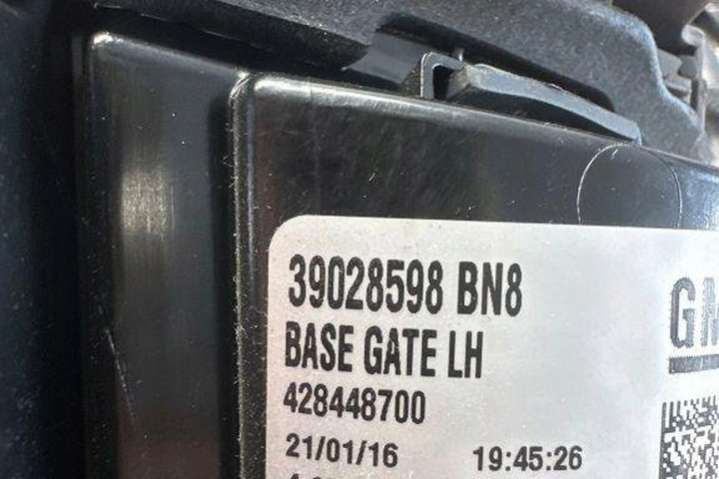 39028598 BN8
BASE GATE LH
428448700
21/01/16 19:45:26